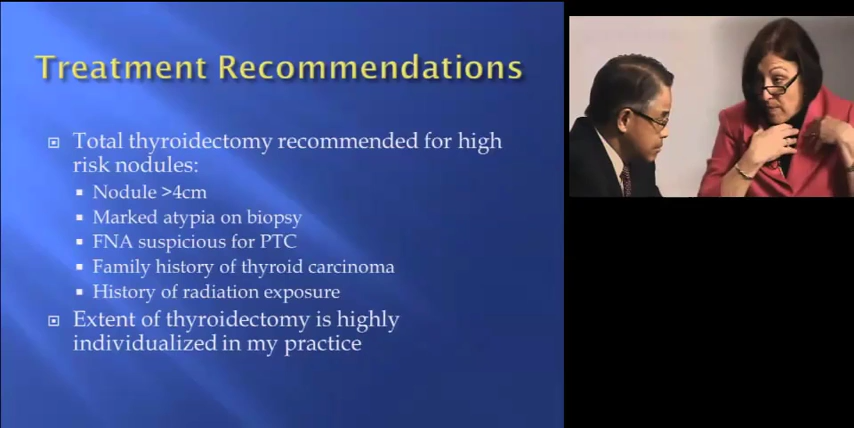 Treatment Recommendations
Total thyroidectomy recommended for high
risk nodules:
Nodule >4cm
Marked atypia on biopsy
FNA suspicious for PTC
Family history of thyroid carcinoma
History of radiation exposure
Extent of thyroidectomy is highly
individualized in my practice